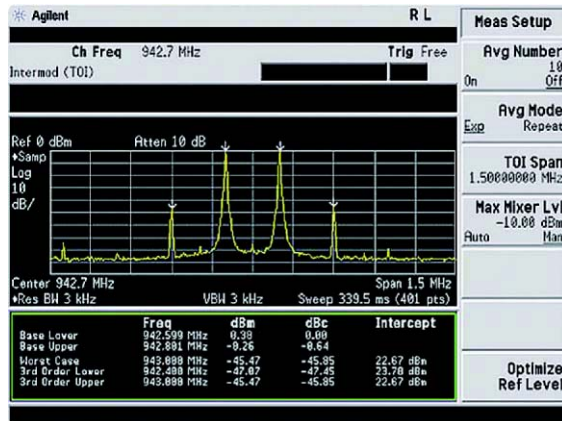 Agilent
R L
Meas Setup
Ch Freq 942.7 MHz
Trig Free
Intermod (TOI)
Avg Number
10
On Off
Avg Mode
Exp Repeat
TOI Span
1.50000000 MHz
Max Mixer Lvl
-10.00 dBm
Auto Man
Optimize
Ref Level
Ref 0 dBm Atten 10 dB
Samp
Log
10
dB/
Center 942.7 MHz Span 1.5 MHz
Res BW 3 kHz VBW 3 kHz Sweep 339.5 ms (401 pts)
Freq dBm dBc Intercept
Base Lower 942.599 MHz 0.38 0.00
Base Upper 942.801 MHz -0.26 -0.64
Worst Case 943.000 MHz -45.47 -45.85 22.67 dBm
3rd Order Lower 942.400 MHz -47.07 -47.45 23.70 dBm
3rd Order Upper 943.000 MHz -45.47 -45.85 22.67 dBm